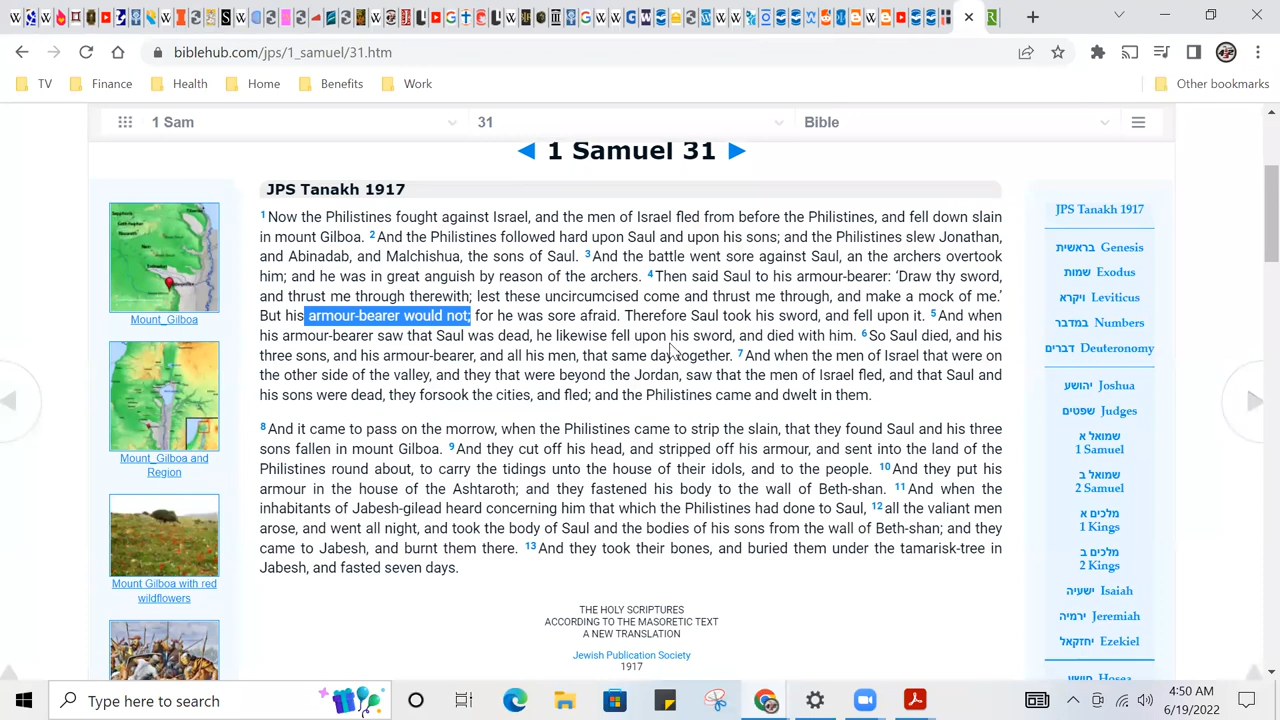 biblehub.com/jps/1_samuel/31.htm
TV Finance Health Home Benefits Work Other bookmarks
1 Sam 31 Bible
1 Samuel 31
JPS Tanakh 1917
1 Now the Philistines fought against Israel, and the men of Israel fled from before the Philistines, and fell down slain
in mount Gilboa. 2 And the Philistines followed hard upon Saul and upon his sons; and the Philistines slew Jonathan,
and Abinadab, and Malchishua, the sons of Saul. 3 And the battle went sore against Saul, an the archers overtook
him; and he was in great anguish by reason of the archers. 4 Then said Saul to his armour-bearer: ‘Draw thy sword,
and thrust me through therewith; lest these uncircumcised come and thrust me through, and make a mock of me.’
But his armour-bearer would not; for he was sore afraid. Therefore Saul took his sword, and fell upon it. 5 And when
his armour-bearer saw that Saul was dead, he likewise fell upon his sword, and died with him. 6 So Saul died, and his
three sons, and his armour-bearer, and all his men, that same day together. 7 And when the men of Israel that were on
the other side of the valley, and they that were beyond the Jordan, saw that the men of Israel fled, and that Saul and
his sons were dead, they forsook the cities, and fled; and the Philistines came and dwelt in them.
8 And it came to pass on the morrow, when the Philistines came to strip the slain, that they found Saul and his three
sons fallen in mount Gilboa. 9 And they cut off his head, and stripped off his armour, and sent into the land of the
Philistines round about, to carry the tidings unto the house of their idols, and to the people. 10 And they put his
armour in the house of the Ashtaroth; and they fastened his body to the wall of Beth-shan. 11 And when the
inhabitants of Jabesh-gilead heard concerning him that which the Philistines had done to Saul, 12 all the valiant men
arose, and went all night, and took the body of Saul and the bodies of his sons from the wall of Beth-shan; and they
came to Jabesh, and burnt them there. 13 And they took their bones, and buried them under the tamarisk-tree in
Jabesh, and fasted seven days.
THE HOLY SCRIPTURES
ACCORDING TO THE MASORETIC TEXT
A NEW TRANSLATION
Jewish Publication Society
1917
Mount_Gilboa
Mount_Gilboa and
Region
Mount Gilboa with red
wildflowers
JPS Tanakh 1917
בראשית Genesis
שמות Exodus
ויקרא Leviticus
במדבר Numbers
דברים Deuteronomy
יהושע Joshua
שפטים Judges
שמואל א
1 Samuel
שמואל ב
2 Samuel
מלכים א
1 Kings
מלכים ב
2 Kings
ישעיה Isaiah
ירמיה Jeremiah
יחזקאל Ezekiel
Type here to search
4:50 AM
6/19/2022